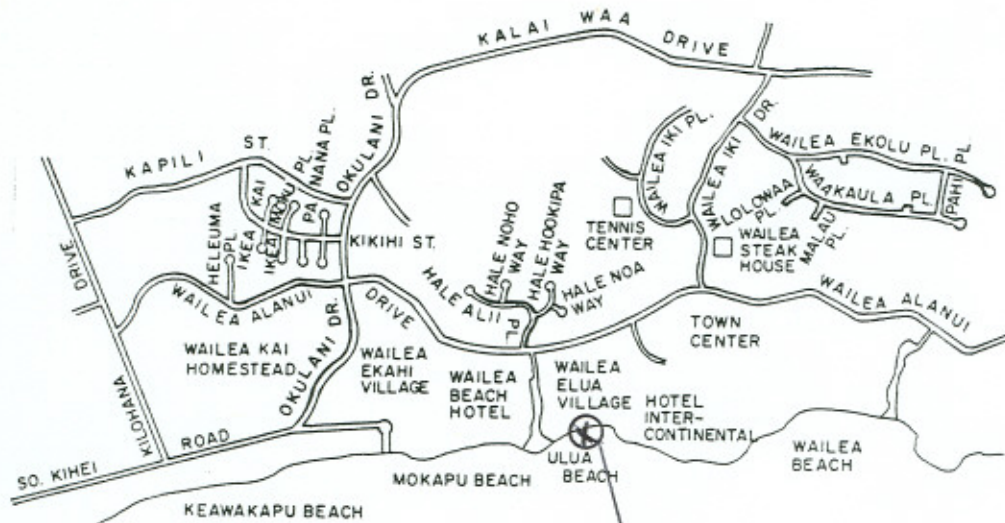 KALAI WAA DRIVE
OKULANI DR.
KAPILI ST.
NANA PL.
MOKU PL.
IKEA KAI
IKEA
PA
KIKIHI ST.
HELEUMA PL.
WAILEA IKI PL.
WAILEA IKI DR.
WAILEA EKOLU PL. PL.
WAAKAULA PL.
PAHI
LOLOWAA PL.
MALAU PL.
TENNIS
CENTER
WAILEA
STEAK
HOUSE
HALE NOHO
WAY
HALE HOOKIPA
WAY
HALE NOA
WAY
HALE ALII PL.
DRIVE
KILOHANA
WAILEA ALANUI DRIVE
WAILEA ALANUI
OKULANI DR.
WAILEA KAI
HOMESTEAD
WAILEA
EKAHI
VILLAGE
WAILEA
BEACH
HOTEL
WAILEA
ELUA
VILLAGE
TOWN
CENTER
HOTEL
INTER-
CONTINENTAL
WAILEA
BEACH
SO. KIHEI ROAD
ULUA
BEACH
MOKAPU BEACH
KEAWAKAPU BEACH